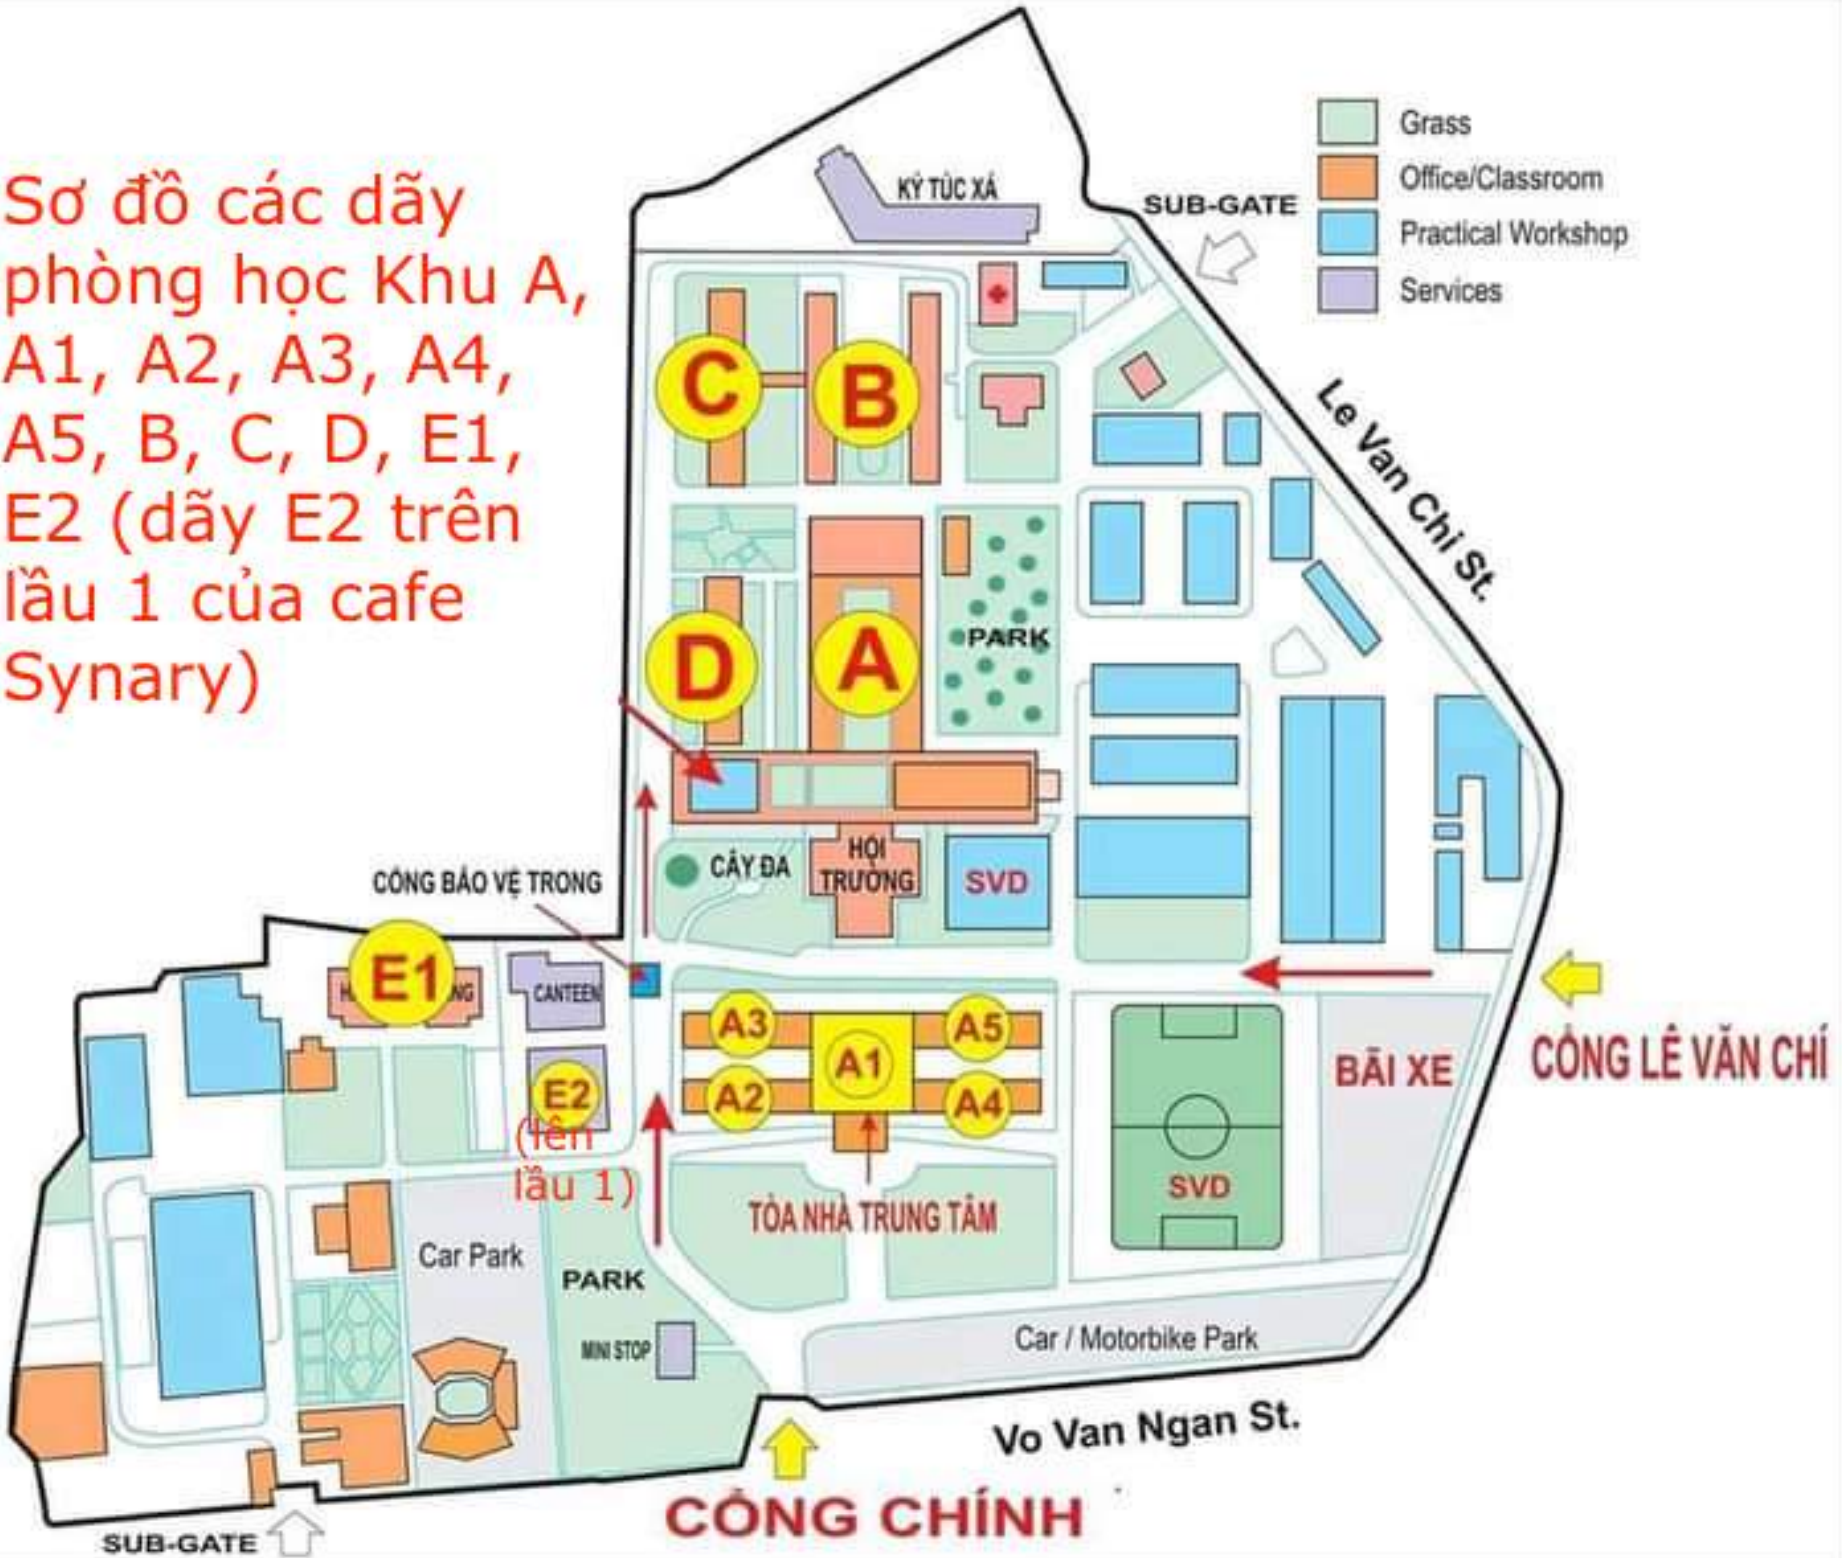 Sơ đồ các dãy
phòng học Khu A,
A1, A2, A3, A4,
A5, B, C, D, E1,
E2 (dãy E2 trên
lầu 1 của cafe
Synary)
Grass
Office/Classroom
Practical Workshop
Services
KÝ TÚC XÁ
SUB-GATE
Le Van Chi St.
C
B
D
A
PARK
CÂY ĐA
HỘI
TRƯỜNG
SVD
CỔNG BẢO VỆ TRONG
E1
CANTEEN
E2
(lên
lầu 1)
A3
A5
A1
A2
A4
TÒA NHÀ TRUNG TÂM
SVD
BÃI XE
CỔNG LÊ VĂN CHÍ
Car Park
PARK
MINI STOP
Car / Motorbike Park
Vo Van Ngan St.
CỔNG CHÍNH
SUB-GATE